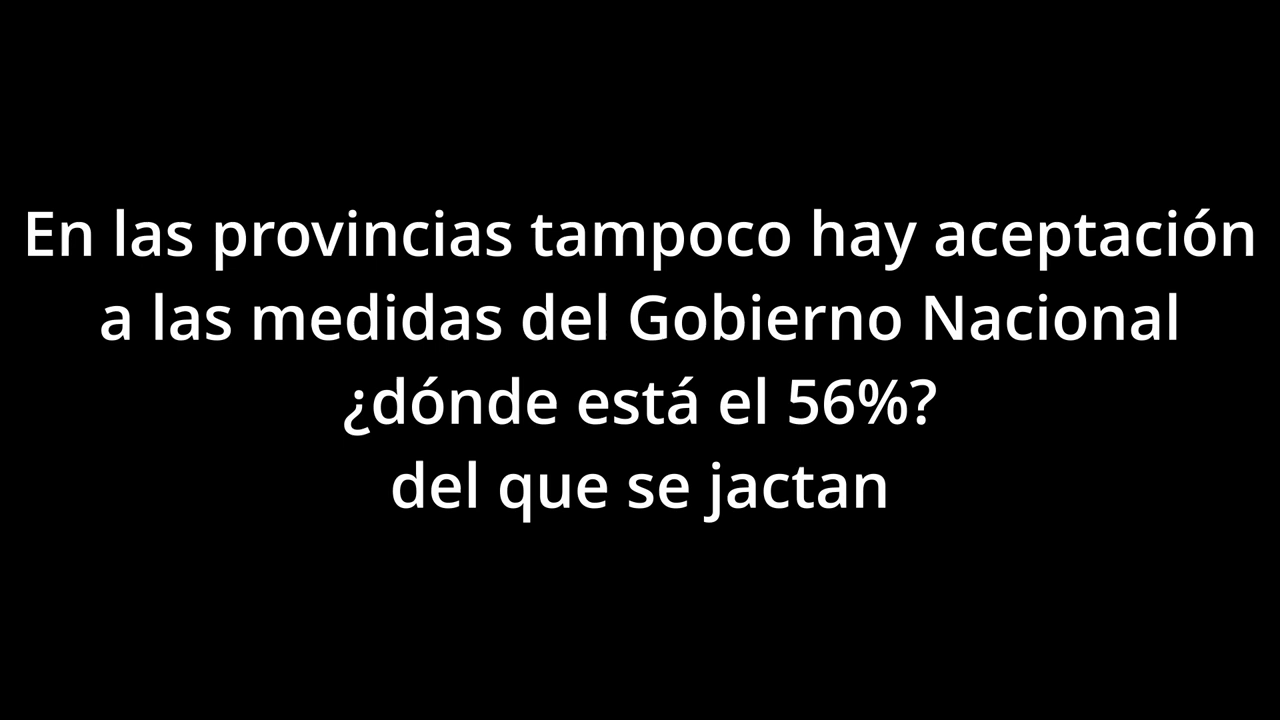 En las provincias tampoco hay aceptación
a las medidas del Gobierno Nacional
¿dónde está el 56%?
del que se jactan